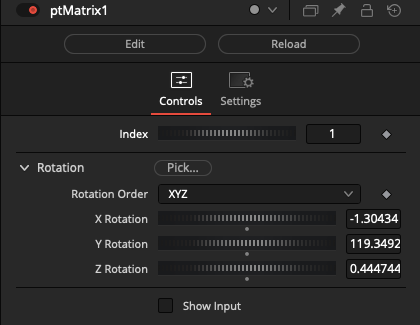 ptMatrix1
Edit Reload
Controls Settings
Index 1
Rotation Pick...
Rotation Order XYZ
X Rotation -1.30434
Y Rotation 119.3492
Z Rotation 0.444744
Show Input